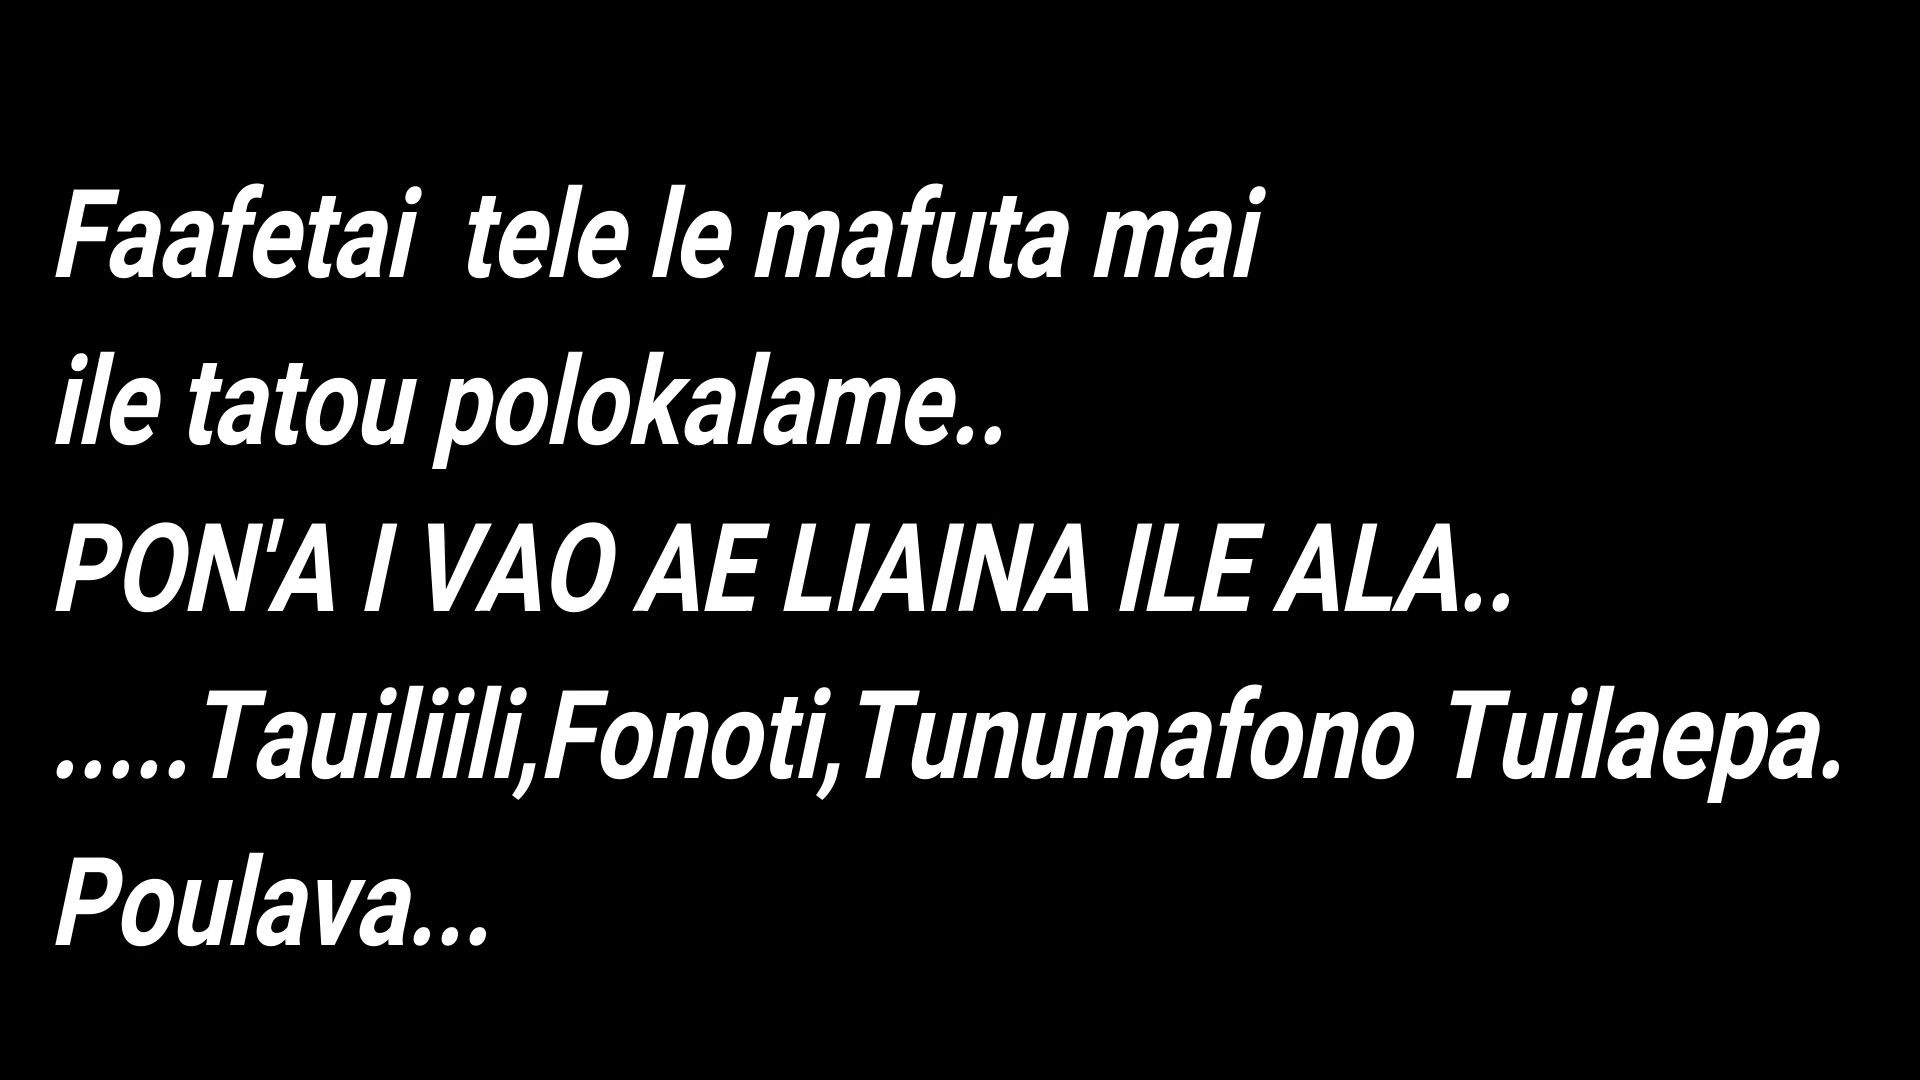 Faafetai  tele le mafuta mai
ile tatou polokalame..
PON'A I VAO AE LIAINA ILE ALA..
.....Tauiliili,Fonoti,Tunumafono Tuilaepa.
Poulava...